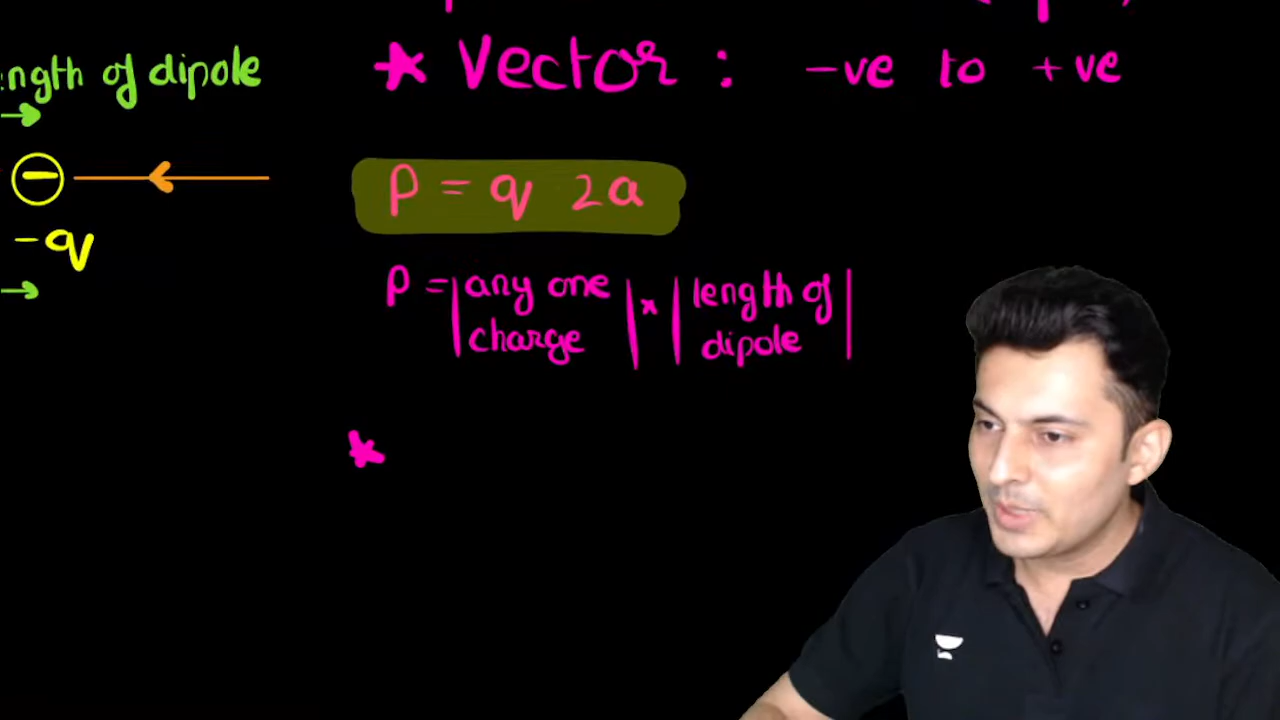 ength of dipole
* Vector : -ve to +ve
-q
P = q 2a
P = |any one charge| * |length of dipole|
*